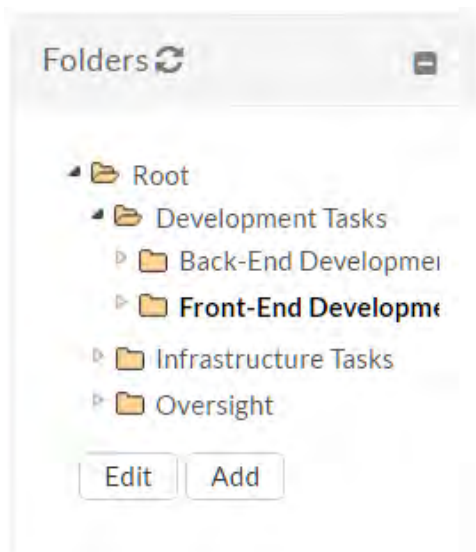 Folders
Root
Development Tasks
Back-End Developme
Front-End Developme
Infrastructure Tasks
Oversight
Edit Add